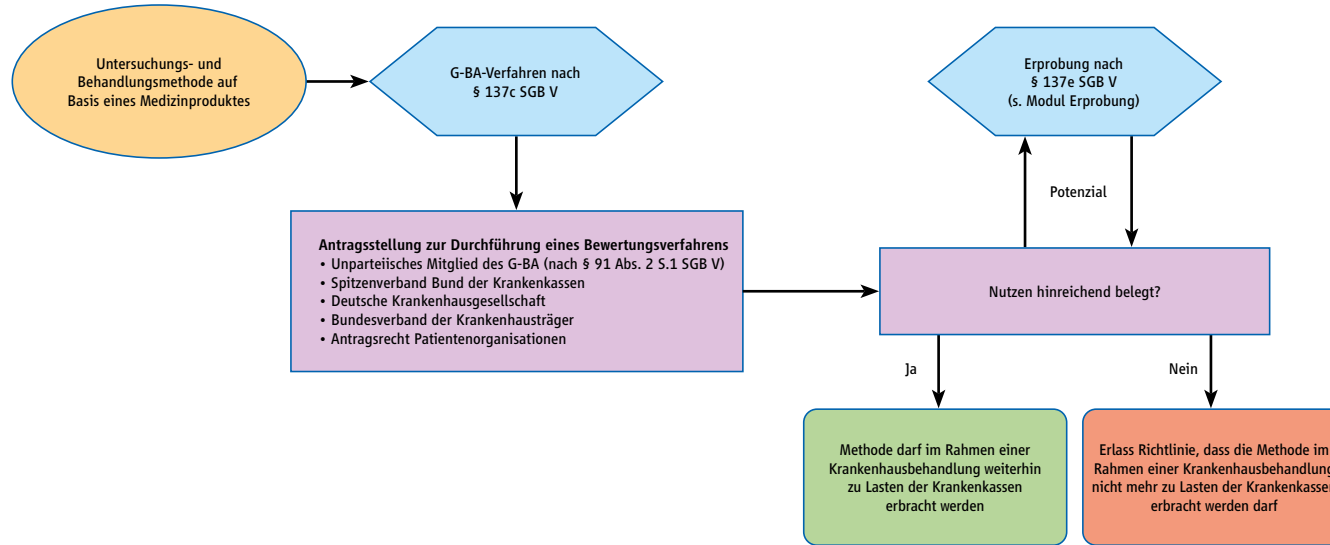 Untersuchungs- und
Behandlungsmethode auf
Basis eines Medizinproduktes
G-BA-Verfahren nach
§ 137c SGB V
Erprobung nach
§ 137e SGB V
(s. Modul Erprobung)
Potenzial
Antragsstellung zur Durchführung eines Bewertungsverfahrens
• Unparteiisches Mitglied des G-BA (nach § 91 Abs. 2 S.1 SGB V)
• Spitzenverband Bund der Krankenkassen
• Deutsche Krankenhausgesellschaft
• Bundesverband der Krankenhausträger
• Antragsrecht Patientenorganisationen
Nutzen hinreichend belegt?
Ja
Nein
Methode darf im Rahmen einer
Krankenhausbehandlung weiterhin
zu Lasten der Krankenkassen
erbracht werden
Erlass Richtlinie, dass die Methode im
Rahmen einer Krankenhausbehandlung
nicht mehr zu Lasten der Krankenkassen
erbracht werden darf